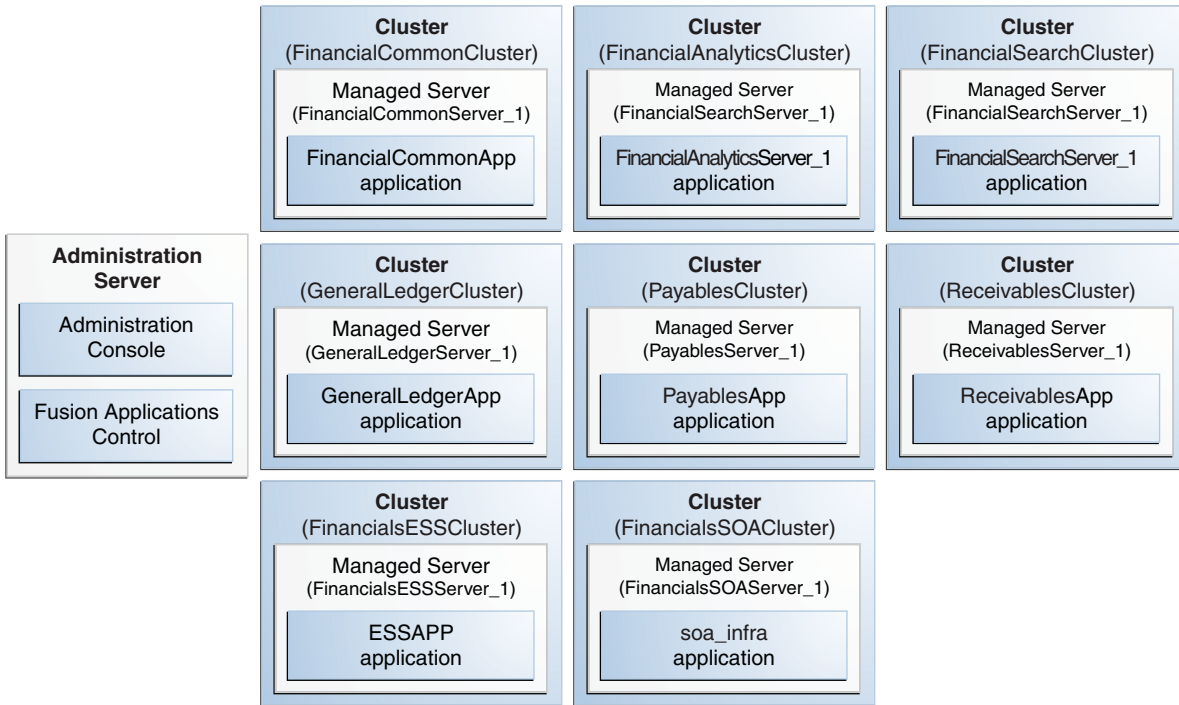 Administration
Server
Administration
Console
Fusion Applications
Control
Cluster
(FinancialCommonCluster)
Managed Server
(FinancialCommonServer_1)
FinancialCommonApp
application
Cluster
(FinancialAnalyticsCluster)
Managed Server
(FinancialSearchServer_1)
FinancialAnalyticsServer_1
application
Cluster
(FinancialSearchCluster)
Managed Server
(FinancialSearchServer_1)
FinancialSearchServer_1
application
Cluster
(GeneralLedgerCluster)
Managed Server
(GeneralLedgerServer_1)
GeneralLedgerApp
application
Cluster
(PayablesCluster)
Managed Server
(PayablesServer_1)
PayablesApp
application
Cluster
(ReceivablesCluster)
Managed Server
(ReceivablesServer_1)
ReceivablesApp
application
Cluster
(FinancialsESSCluster)
Managed Server
(FinancialsESSServer_1)
ESSAPP
application
Cluster
(FinancialsSOACluster)
Managed Server
(FinancialsSOAServer_1)
soa_infra
application